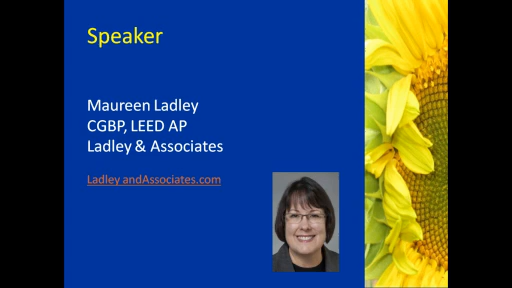 Speaker
Maureen Ladley
CGBP, LEED AP
Ladley & Associates
Ladley andAssociates.com